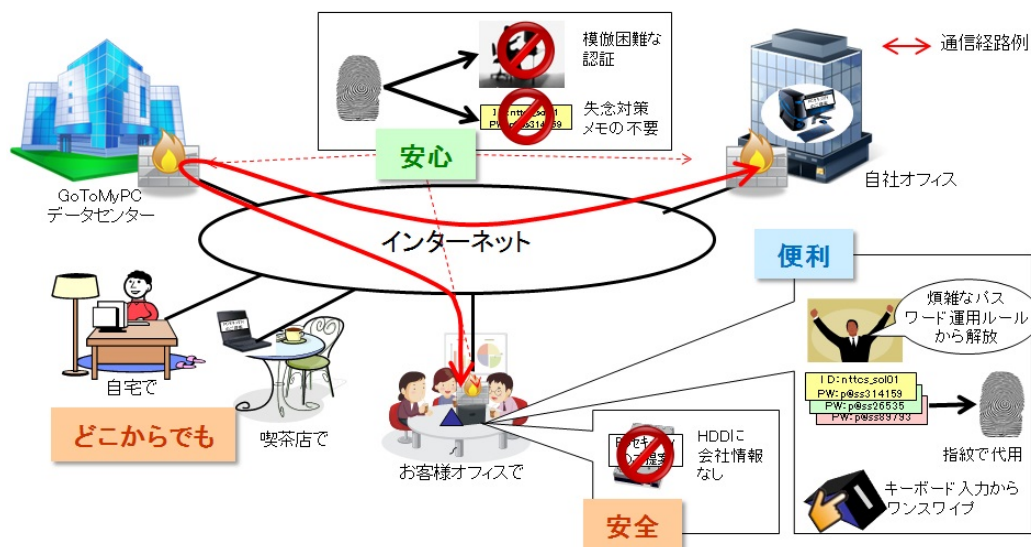 模倣困難な
認証
失念対策
メモの不要
ID:nttcs_sol01
PW:p@ss314159
通信経路例
安心
GoToMyPC
データセンター
自社オフィス
インターネット
便利
煩雑なパス
ワード運用ルール
から解放
自宅で
喫茶店で
どこからでも
お客様オフィスで
ID:nttcs_sol01
PW:p@ss314159
PW:p@ss26535
PW:p@ss89793
指紋で代用
HDDに
会社情報
なし
キーボード入力から
ワンスワイプ
安全